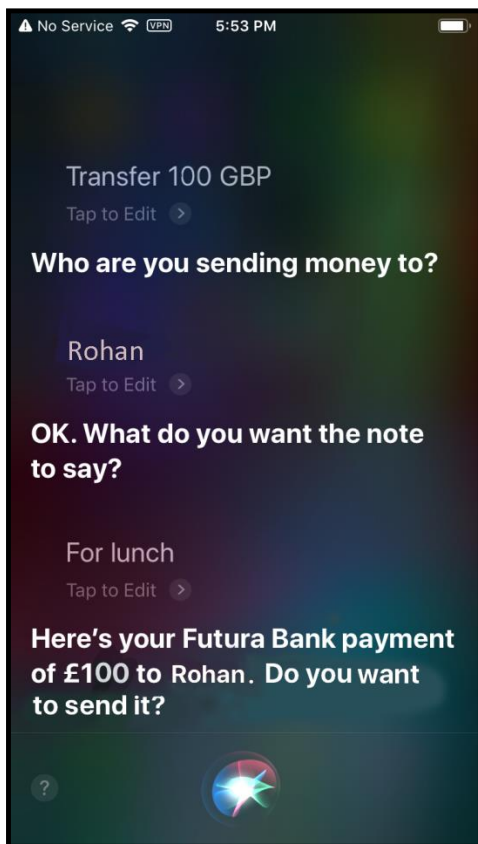 No Service VPN 5:53 PM
Transfer 100 GBP
Tap to Edit
Who are you sending money to?
Rohan
Tap to Edit
OK. What do you want the note
to say?
For lunch
Tap to Edit
Here's your Futura Bank payment
of £100 to Rohan. Do you want
to send it?
?